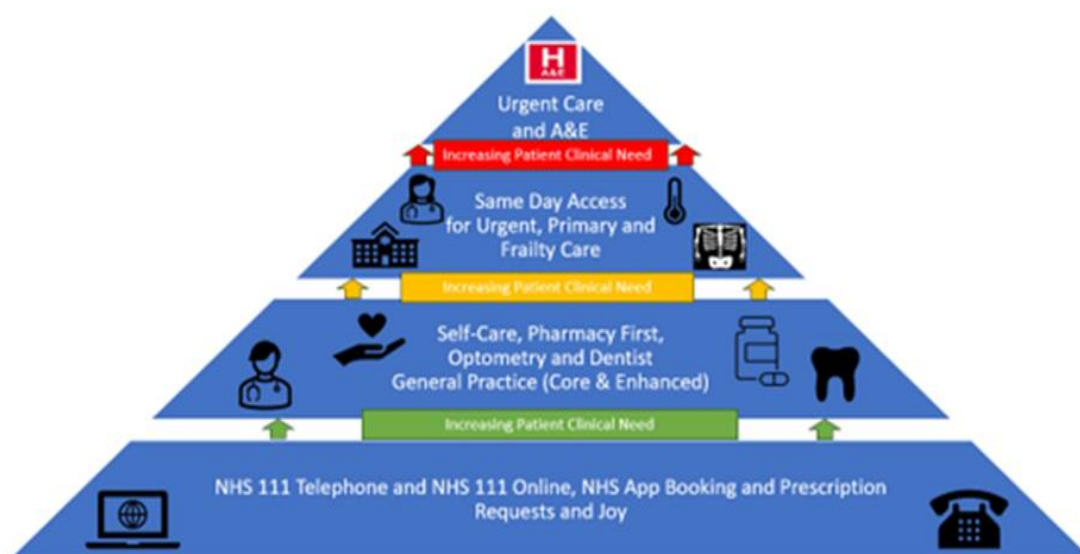 H
A&E
Urgent Care
and A&E
Increasing Patient Clinical Need
Same Day Access
for Urgent, Primary and
Frailty Care
Increasing Patient Clinical Need
Self-Care, Pharmacy First,
Optometry and Dentist
General Practice (Core & Enhanced)
Increasing Patient Clinical Need
NHS 111 Telephone and NHS 111 Online, NHS App Booking and Prescription
Requests and Joy